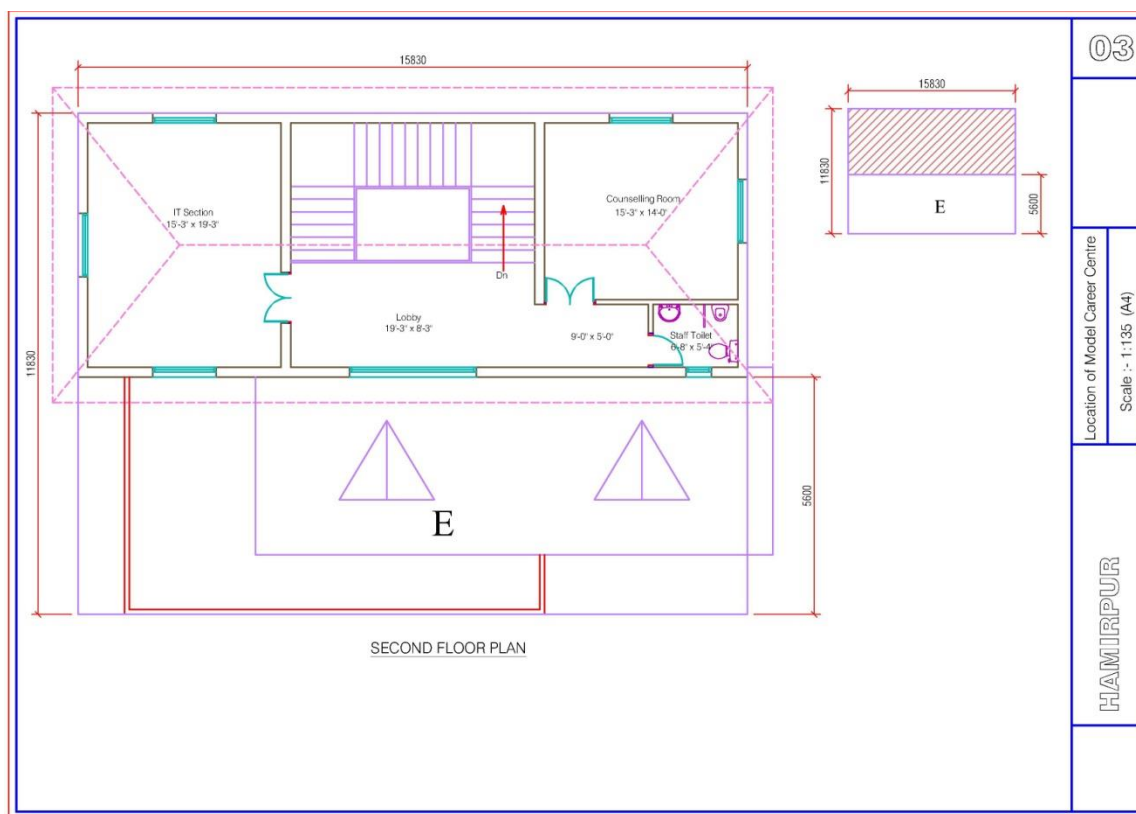 15830
03
15830
11830
E
5600
IT Section
15'-3" x 19'-3"
Counselling Room
15'-3" x 14'-0"
Dn
Lobby
19'-3" x 8'-3"
9'-0" x 5'-0"
Staff Toilet
6'-8" x 5'-4"
11830
E
5600
SECOND FLOOR PLAN
Location of Model Career Centre
Scale :- 1:135 (A4)
HAMIRPUR